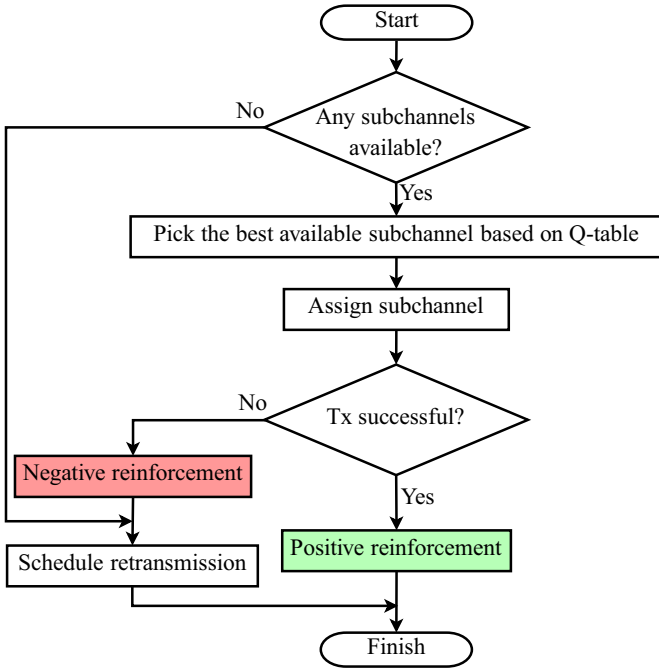 Start
No
Any subchannels
available?
Yes
Pick the best available subchannel based on Q-table
Assign subchannel
No
Tx successful?
Negative reinforcement
Yes
Positive reinforcement
Schedule retransmission
Finish